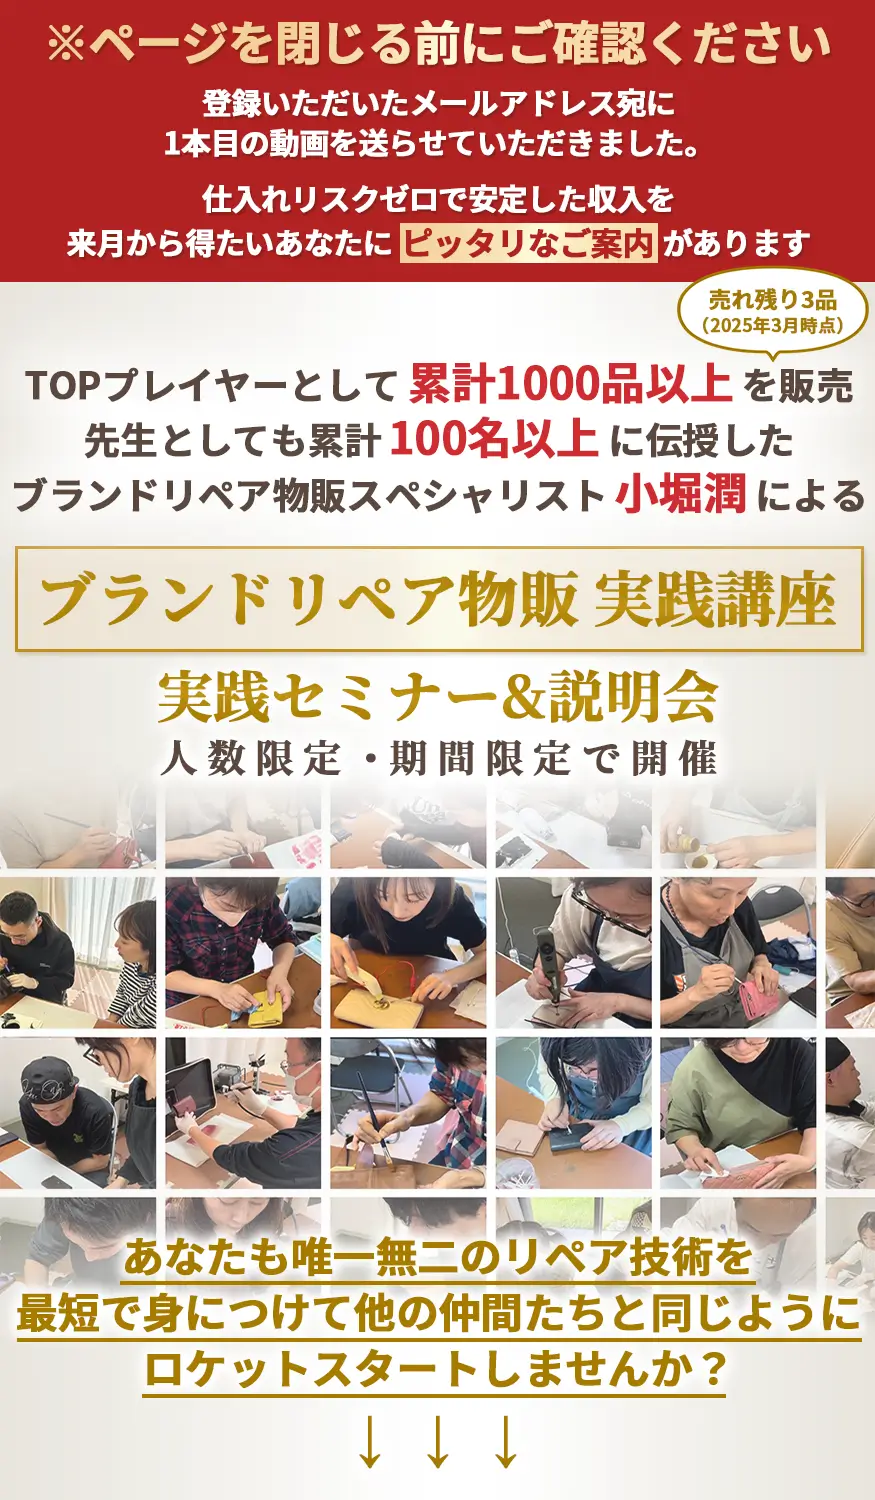 ※ページを閉じる前にご確認ください
登録いただいたメールアドレス宛に
1本目の動画を送らせていただきました。
仕入れリスクゼロで安定した収入を
来月から得たいあなたに ピッタリなご案内 があります
売れ残り3品
（2025年3月時点）
TOPプレイヤーとして 累計1000品以上 を販売
先生としても累計 100名以上 に伝授した
ブランドリペア物販スペシャリスト 小堀潤 による
ブランドリペア物販 実践講座
実践セミナー&説明会
人数限定・期間限定で開催
あなたも唯一無二のリペア技術を
最短で身につけて他の仲間たちと同じように
ロケットスタートしませんか？
↓ ↓ ↓